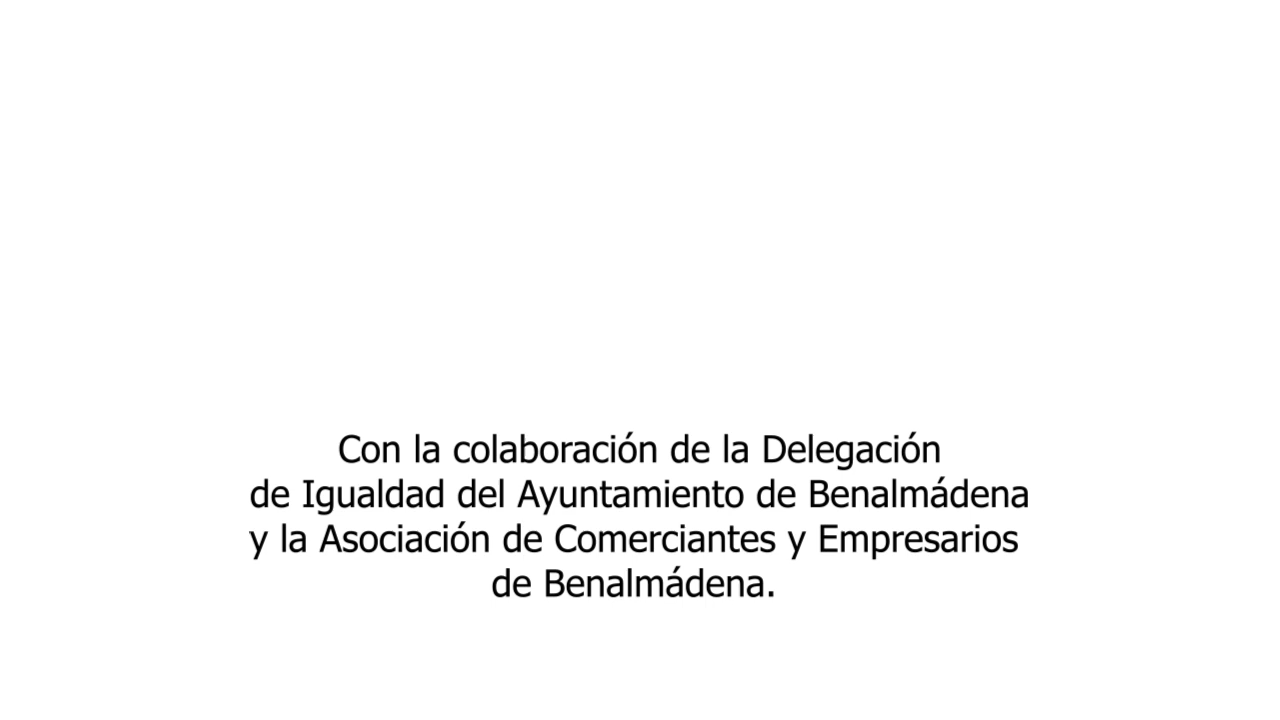 Con la colaboración de la Delegación
de Igualdad del Ayuntamiento de Benalmádena
y la Asociación de Comerciantes y Empresarios
de Benalmádena.